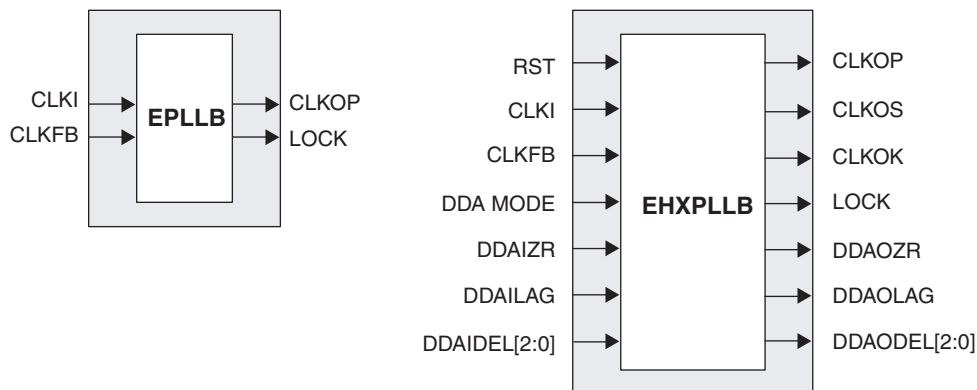 CLKI
CLKFB
EPLLB
CLKOP
LOCK
RST
CLKI
CLKFB
DDA MODE
DDAIZR
DDAILAG
DDAIDEL[2:0]
EHXPLLB
CLKOP
CLKOS
CLKOK
LOCK
DDAOZR
DDAOLAG
DDAODEL[2:0]